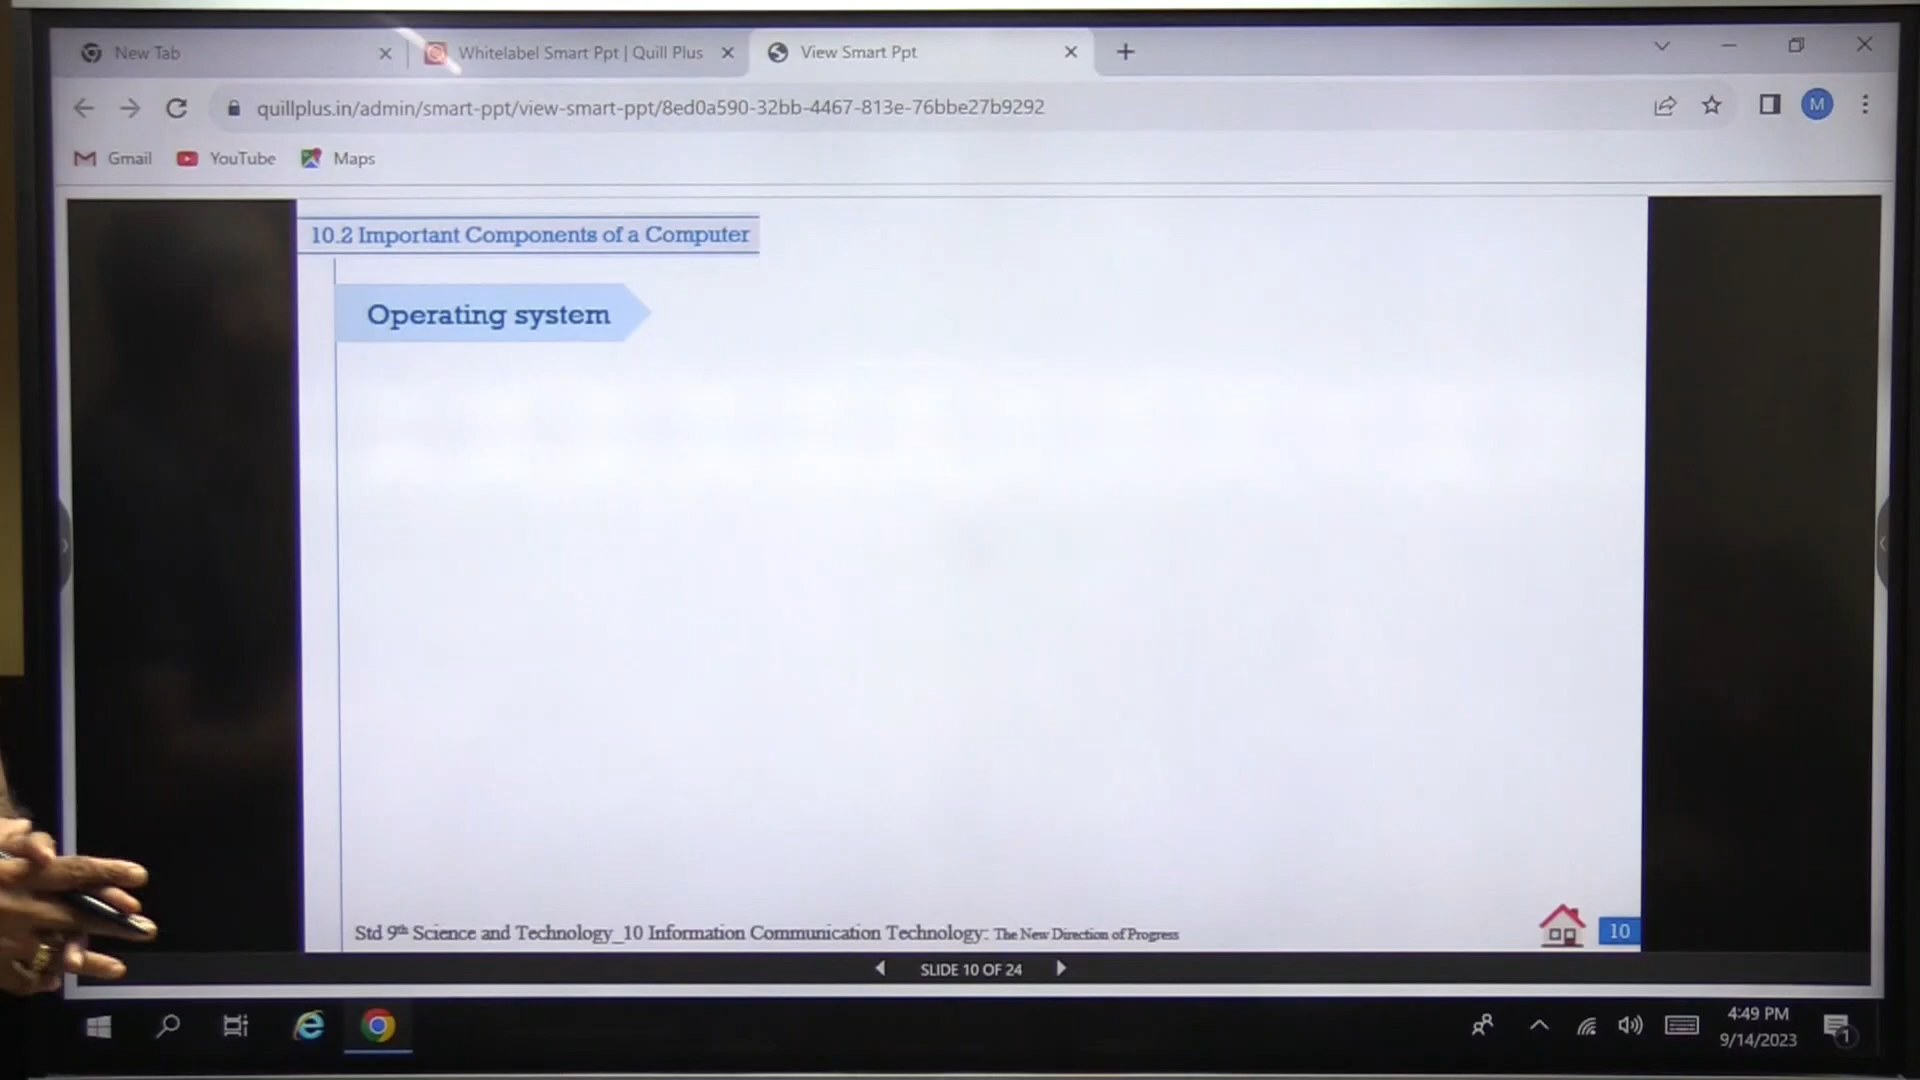 New Tab
Whitelabel Smart Ppt | Quill Plus
View Smart Ppt
quillplus.in/admin/smart-ppt/view-smart-ppt/8ed0a590-32bb-4467-813e-76bbe27b9292
M
Gmail
YouTube
Maps
10.2 Important Components of a Computer
Operating system
Std 9th Science and Technology_10 Information Communication Technology: The New Direction of Progress
10
SLIDE 10 OF 24
4:49 PM
9/14/2023
1